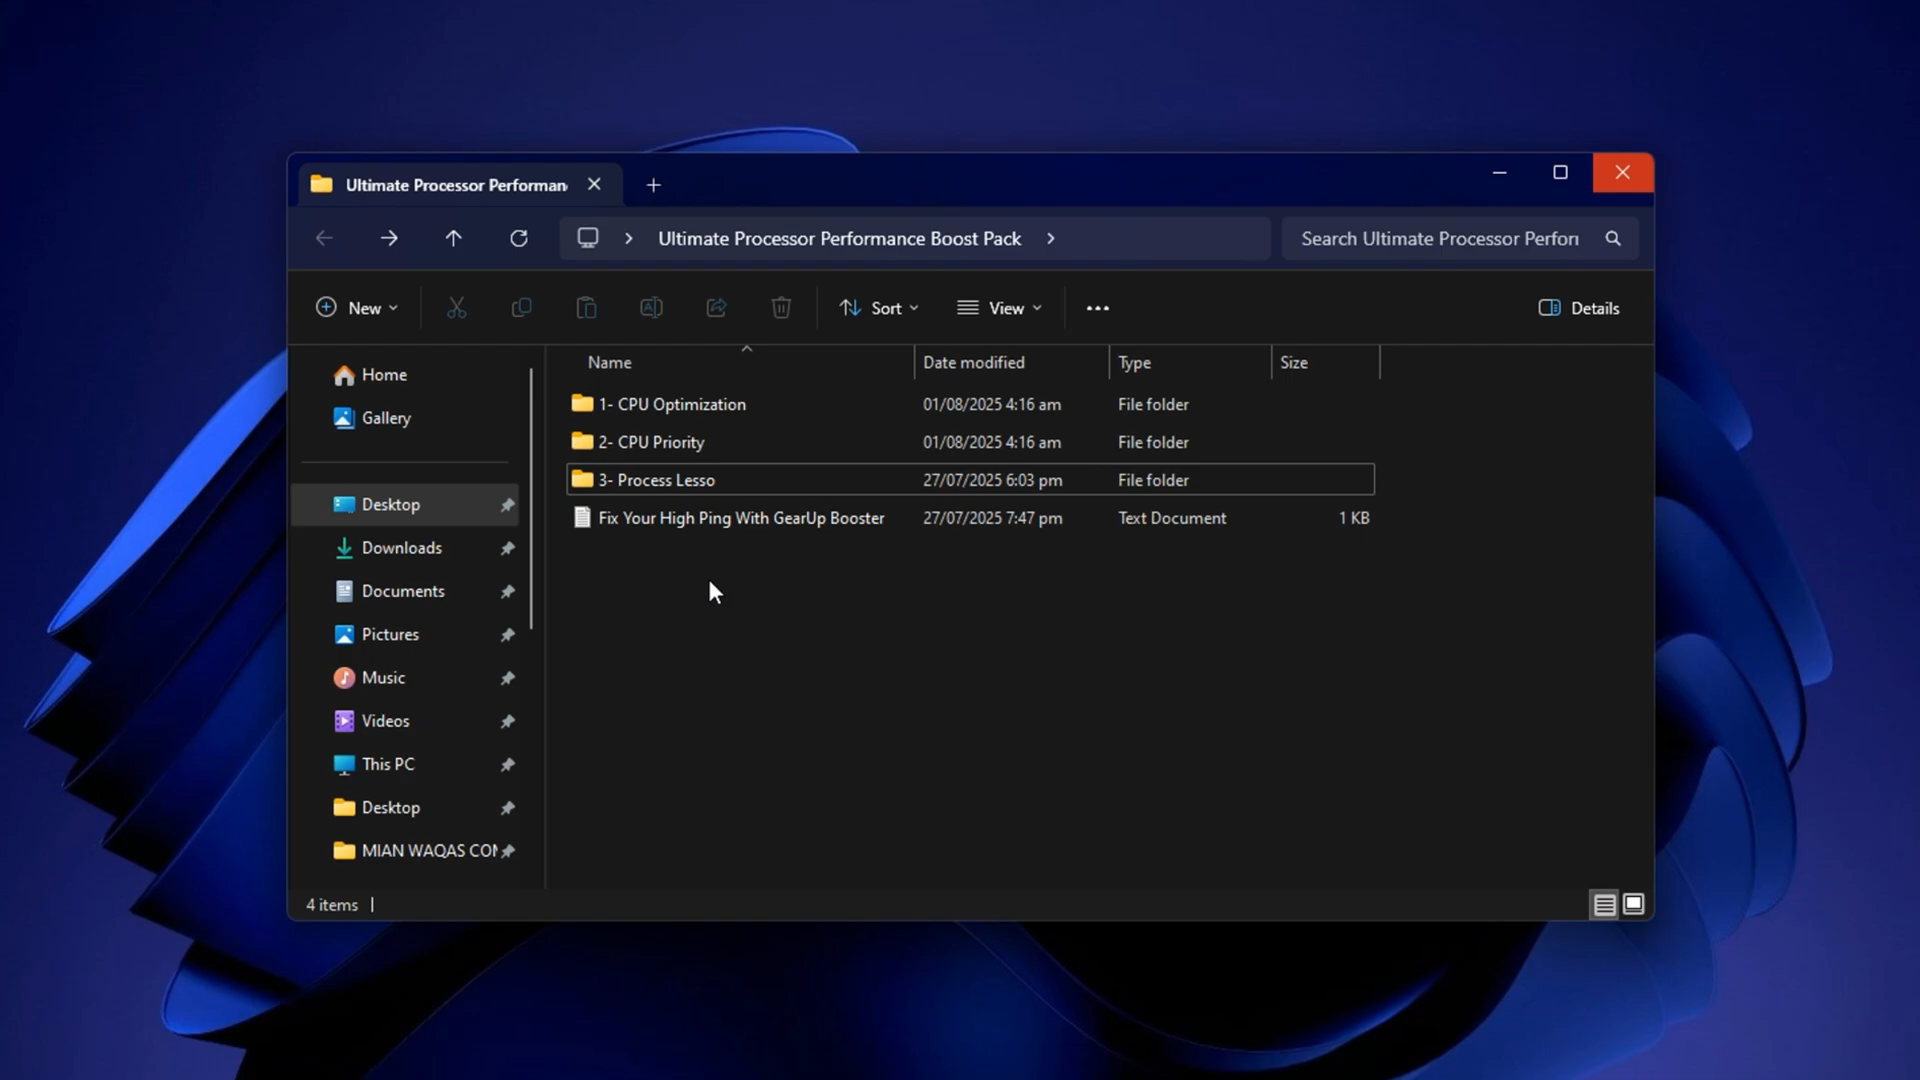 Ultimate Processor Performan
Ultimate Processor Performance Boost Pack
Search Ultimate Processor Perfor
New
Sort
View
Details
Name Date modified Type Size
Home
Gallery
Desktop
Downloads
Documents
Pictures
Music
Videos
This PC
Desktop
MIAN WAQAS CO
1- CPU Optimization 01/08/2025 4:16 am File folder
2- CPU Priority 01/08/2025 4:16 am File folder
3- Process Lesso 27/07/2025 6:03 pm File folder
Fix Your High Ping With GearUp Booster 27/07/2025 7:47 pm Text Document 1 KB
4 items